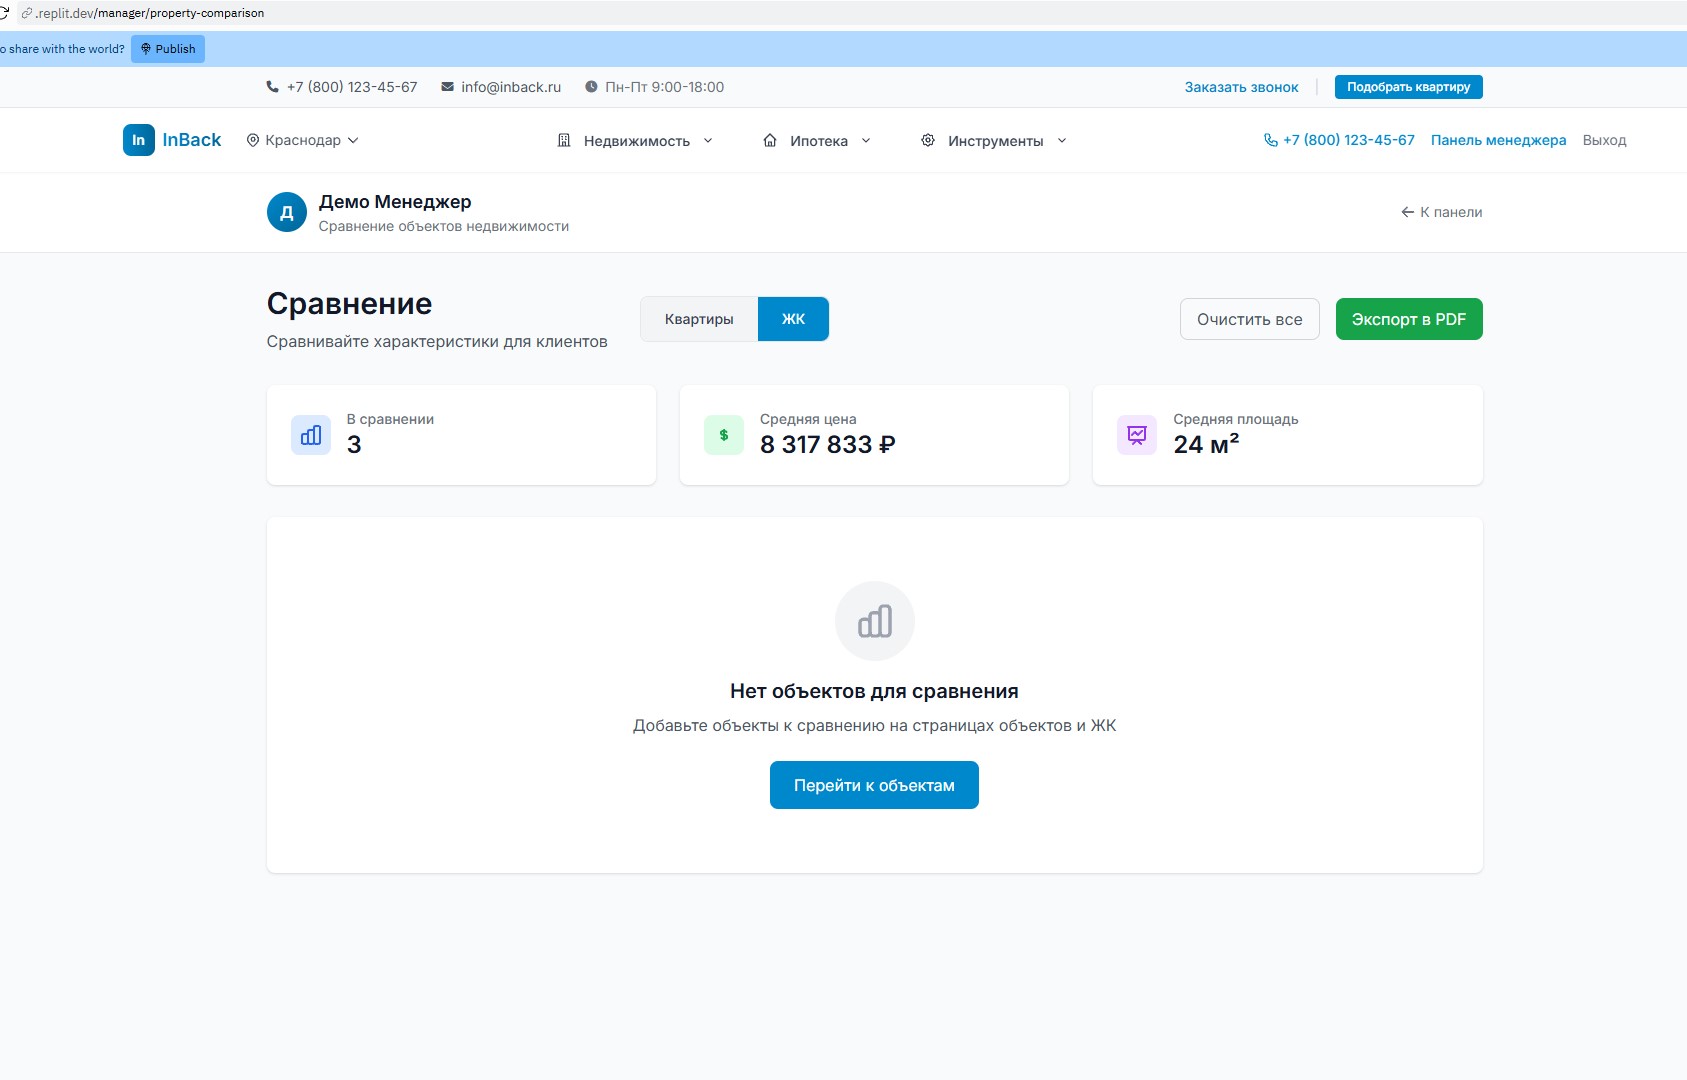 .replit.dev/manager/property-comparison
o share with the world? Publish
+7 (800) 123-45-67 info@inback.ru Пн-Пт 9:00-18:00 Заказать звонок Подобрать квартиру
In InBack Краснодар Недвижимость Ипотека Инструменты +7 (800) 123-45-67 Панель менеджера Выход
Д Демо Менеджер
Сравнение объектов недвижимости
К панели
Сравнение
Сравнивайте характеристики для клиентов
Квартиры ЖК
Очистить все Экспорт в PDF
В сравнении
3
Средняя цена
8 317 833 ₽
Средняя площадь
24 м²
Нет объектов для сравнения
Добавьте объекты к сравнению на страницах объектов и ЖК
Перейти к объектам